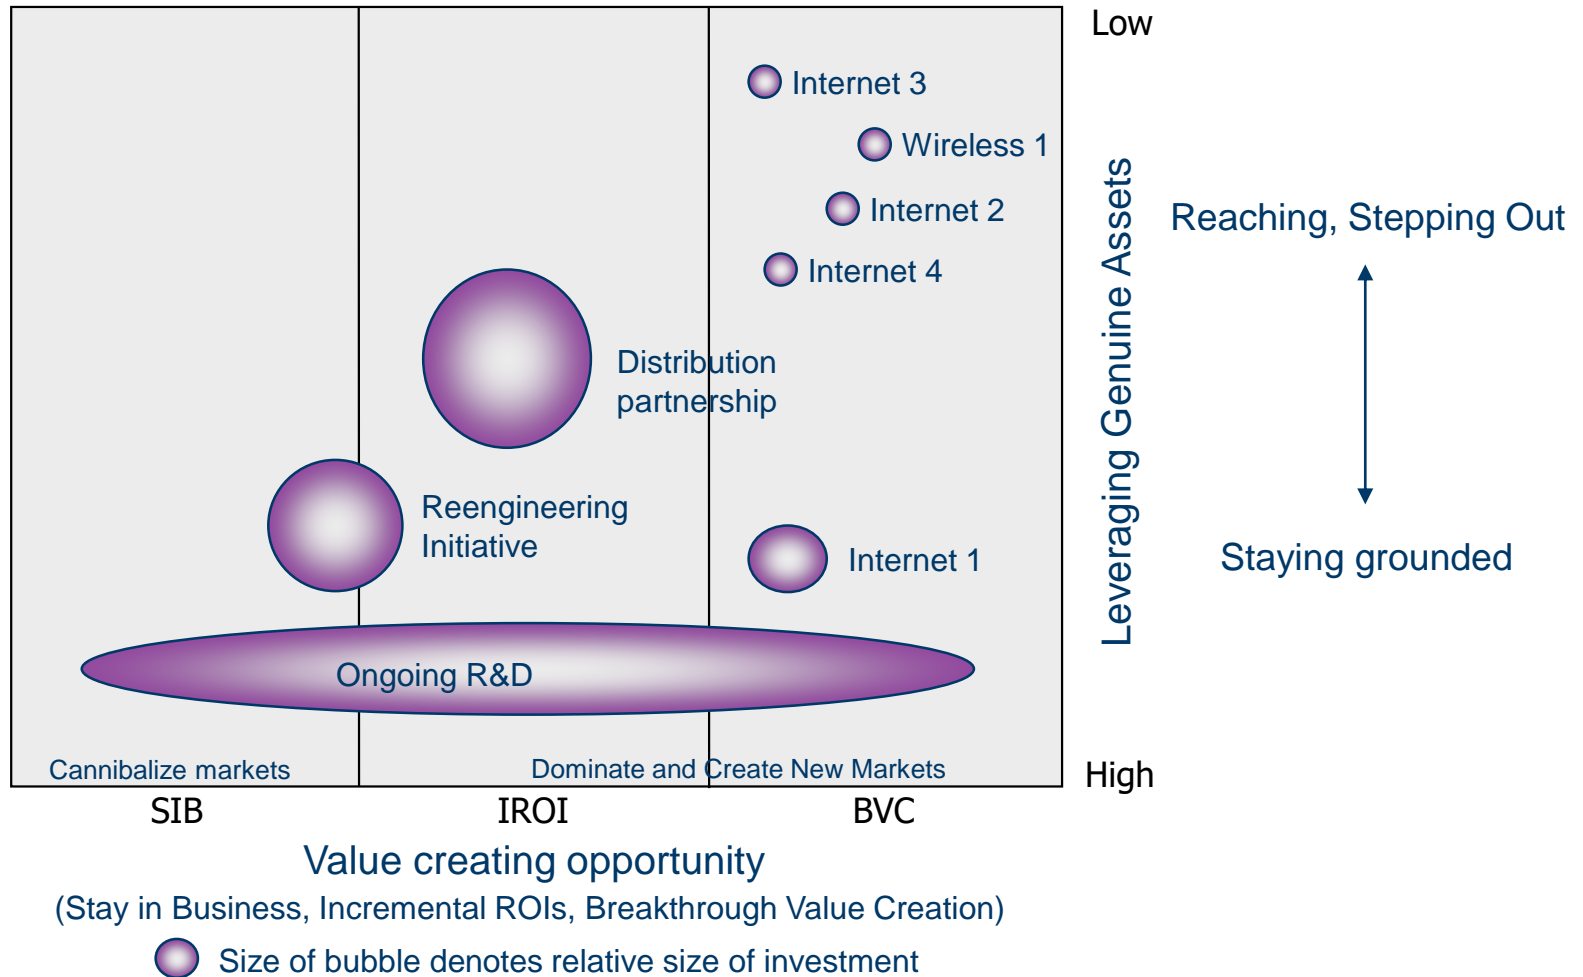 Low
Internet 3
Wireless 1
Internet 2
Internet 4
Distribution
partnership
Reengineering
Initiative
Internet 1
Ongoing R&D
Cannibalize markets
Dominate and Create New Markets
High
Leveraging Genuine Assets
Reaching, Stepping Out
Staying grounded
SIB
IROI
BVC
Value creating opportunity
(Stay in Business, Incremental ROIs, Breakthrough Value Creation)
Size of bubble denotes relative size of investment